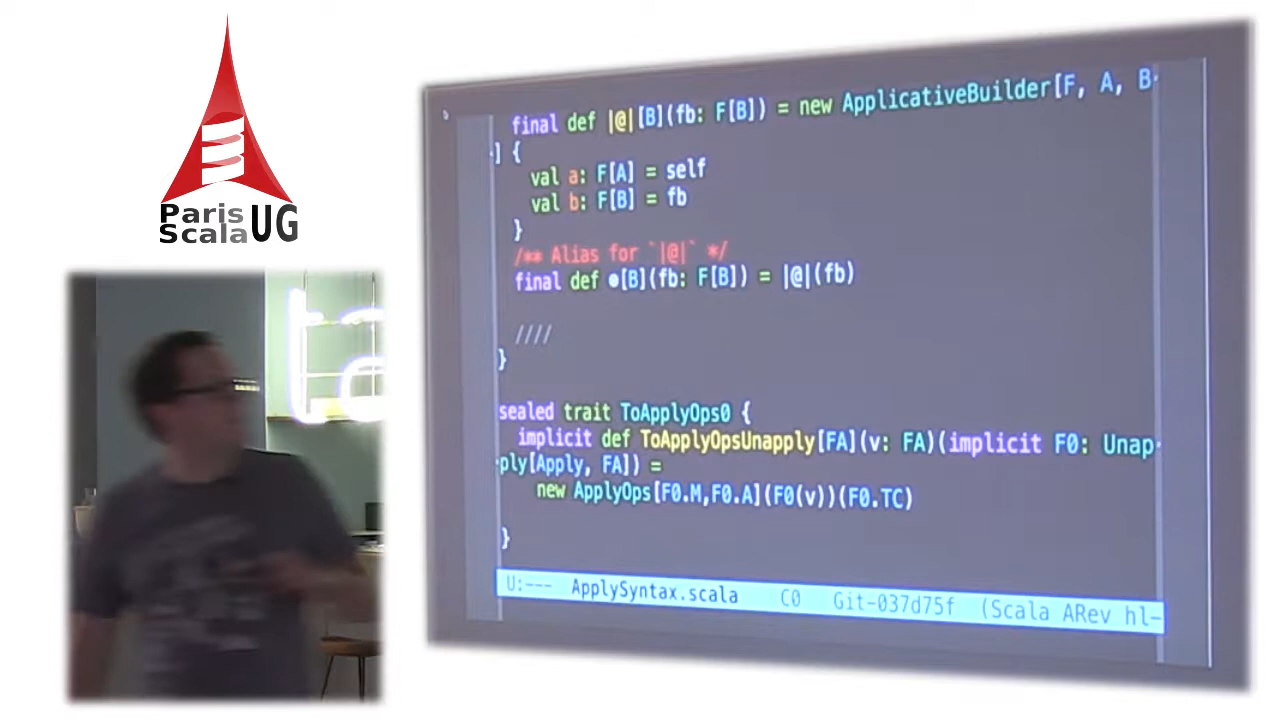 Paris
Scala UG
final def |@|[B](fb: F[B]) = new ApplicativeBuilder[F, A, B
] {
val a: F[A] = self
val b: F[B] = fb
}
/** Alias for `|@|` */
final def ●[B](fb: F[B]) = |@|(fb)
////
}
sealed trait ToApplyOps0 {
implicit def ToApplyOpsUnapply[FA](v: FA)(implicit F0: Unap
ply[Apply, FA]) =
new ApplyOps[F0.M,F0.A](F0(v))(F0.TC)
}
U:--- ApplySyntax.scala C0 Git-037d75f (Scala ARev hl-